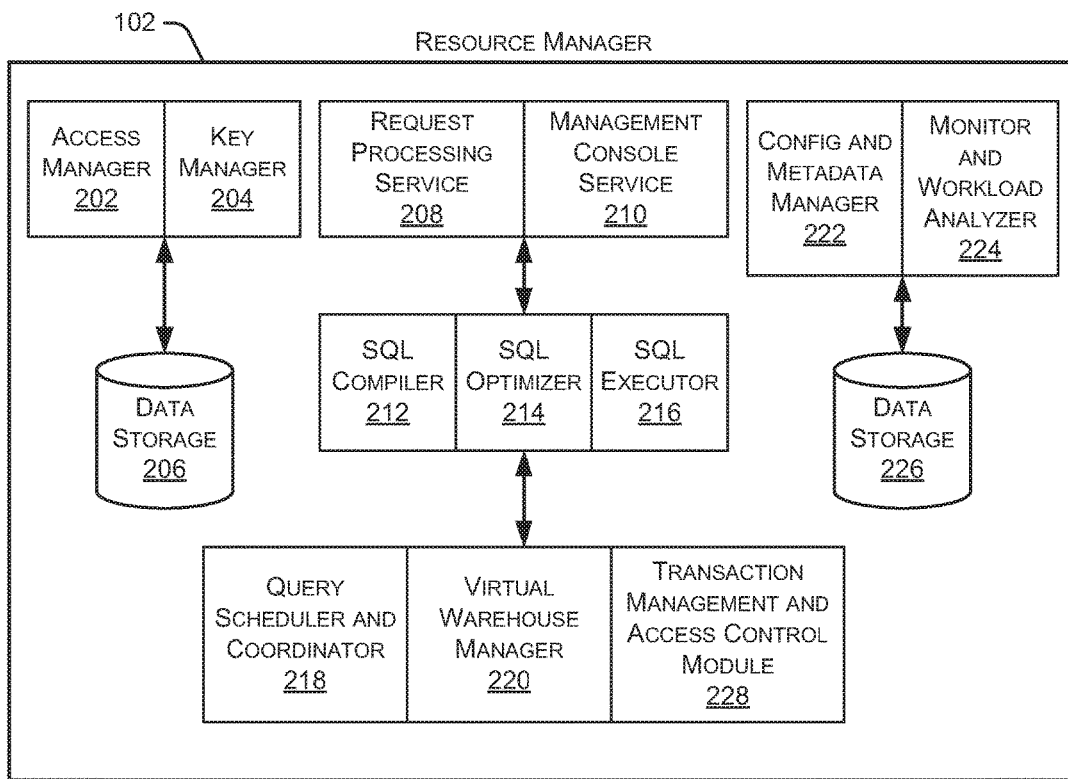 102
RESOURCE MANAGER
ACCESS
MANAGER
202
KEY
MANAGER
204
REQUEST
PROCESSING
SERVICE
208
MANAGEMENT
CONSOLE
SERVICE
210
CONFIG AND
METADATA
MANAGER
222
MONITOR
AND
WORKLOAD
ANALYZER
224
SQL
COMPILER
212
SQL
OPTIMIZER
214
SQL
EXECUTOR
216
DATA
STORAGE
206
DATA
STORAGE
226
QUERY
SCHEDULER AND
COORDINATOR
218
VIRTUAL
WAREHOUSE
MANAGER
220
TRANSACTION
MANAGEMENT AND
ACCESS CONTROL
MODULE
228